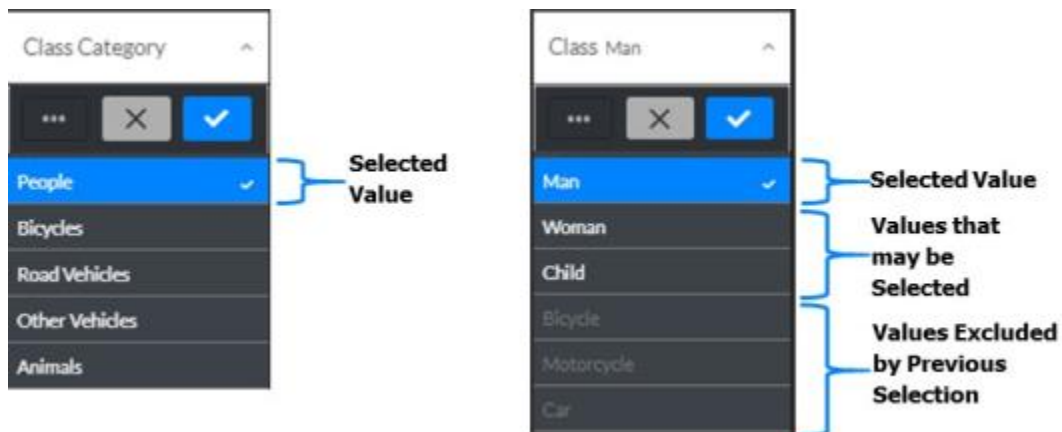 Class Category
People
Bicycles
Road Vehicles
Other Vehicles
Animals
Selected
Value
Class Man
Man
Woman
Child
Bicycle
Motorcycle
Car
Selected Value
Values that
may be
Selected
Values Excluded
by Previous
Selection